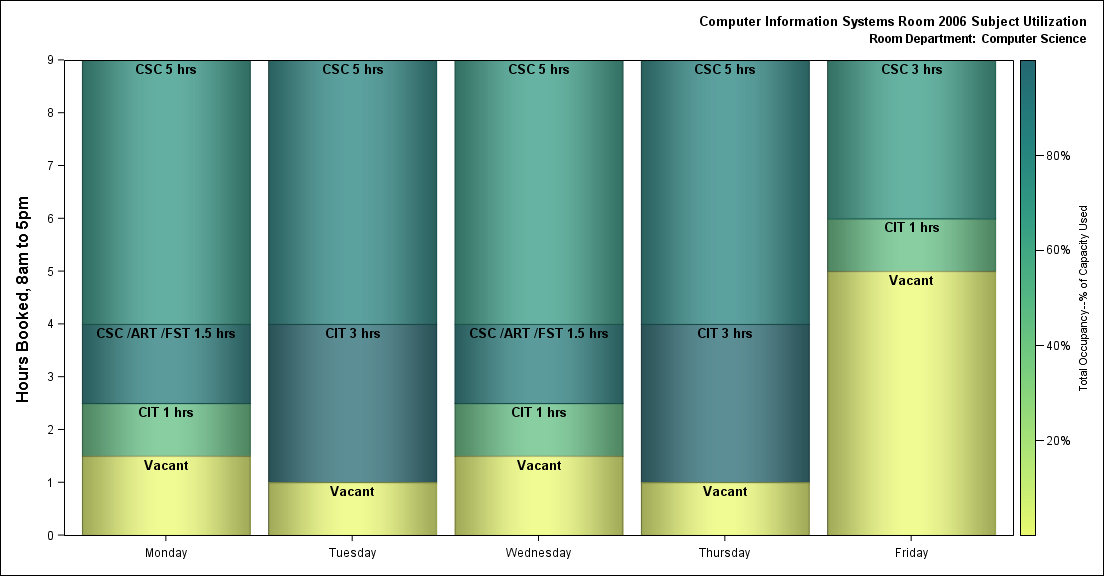 Computer Information Systems Room 2006 Subject Utilization
Room Department: Computer Science
Hours Booked, 8am to 5pm
9
8
7
6
5
4
3
2
1
0
CSC 5 hrs
CSC /ART /FST 1.5 hrs
CIT 1 hrs
Vacant
Monday
CSC 5 hrs
CIT 3 hrs
Vacant
Tuesday
CSC 5 hrs
CSC /ART /FST 1.5 hrs
CIT 1 hrs
Vacant
Wednesday
CSC 5 hrs
CIT 3 hrs
Vacant
Thursday
CSC 3 hrs
CIT 1 hrs
Vacant
Friday
80%
60%
40%
20%
Total Occupancy--% of Capacity Used